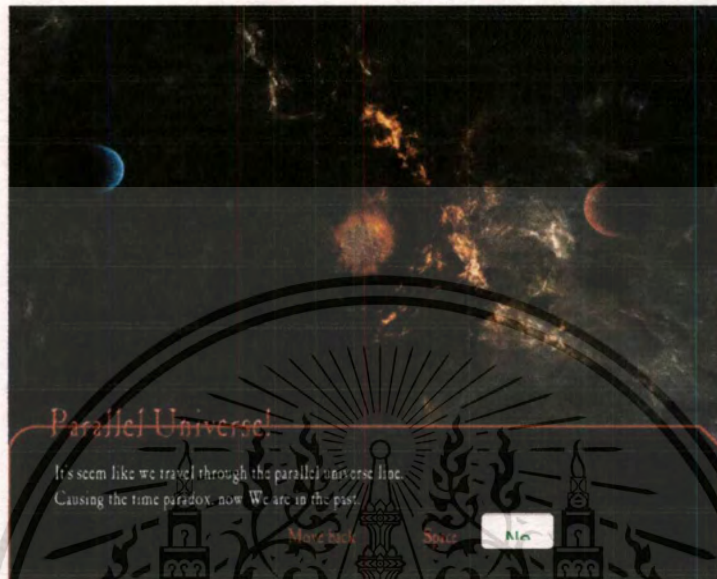 Parallel Universe!
It's seem like we travel through the parallel universe line.
Causing the time paradox, now We are in the past.
Move back Space No